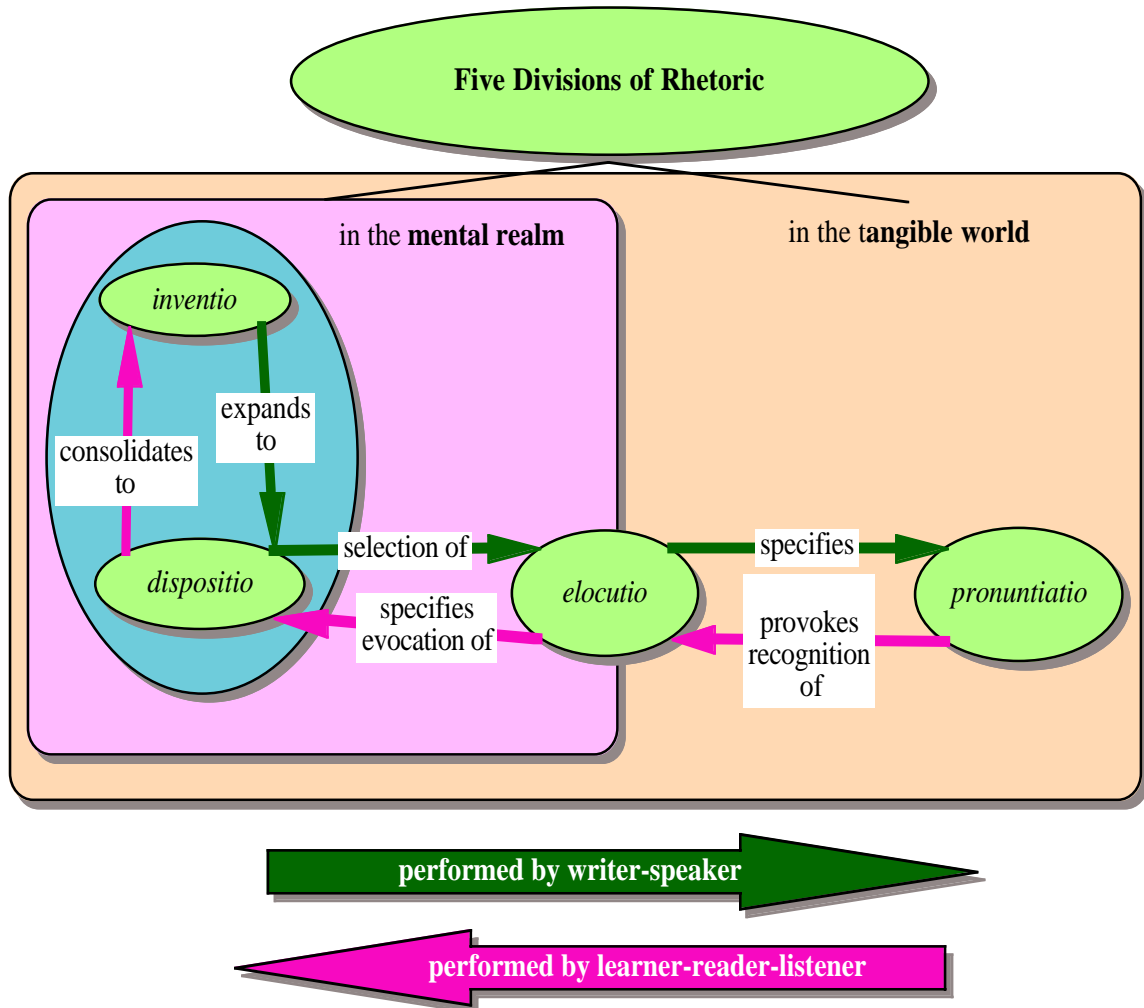 Five Divisions of Rhetoric
in the mental realm
in the tangible world
inventio
expands
to
consolidates
to
selection of
specifies
dispositio
elocutio
pronuntiatio
specifies
evocation of
provokes
recognition
of
performed by writer-speaker
performed by learner-reader-listener